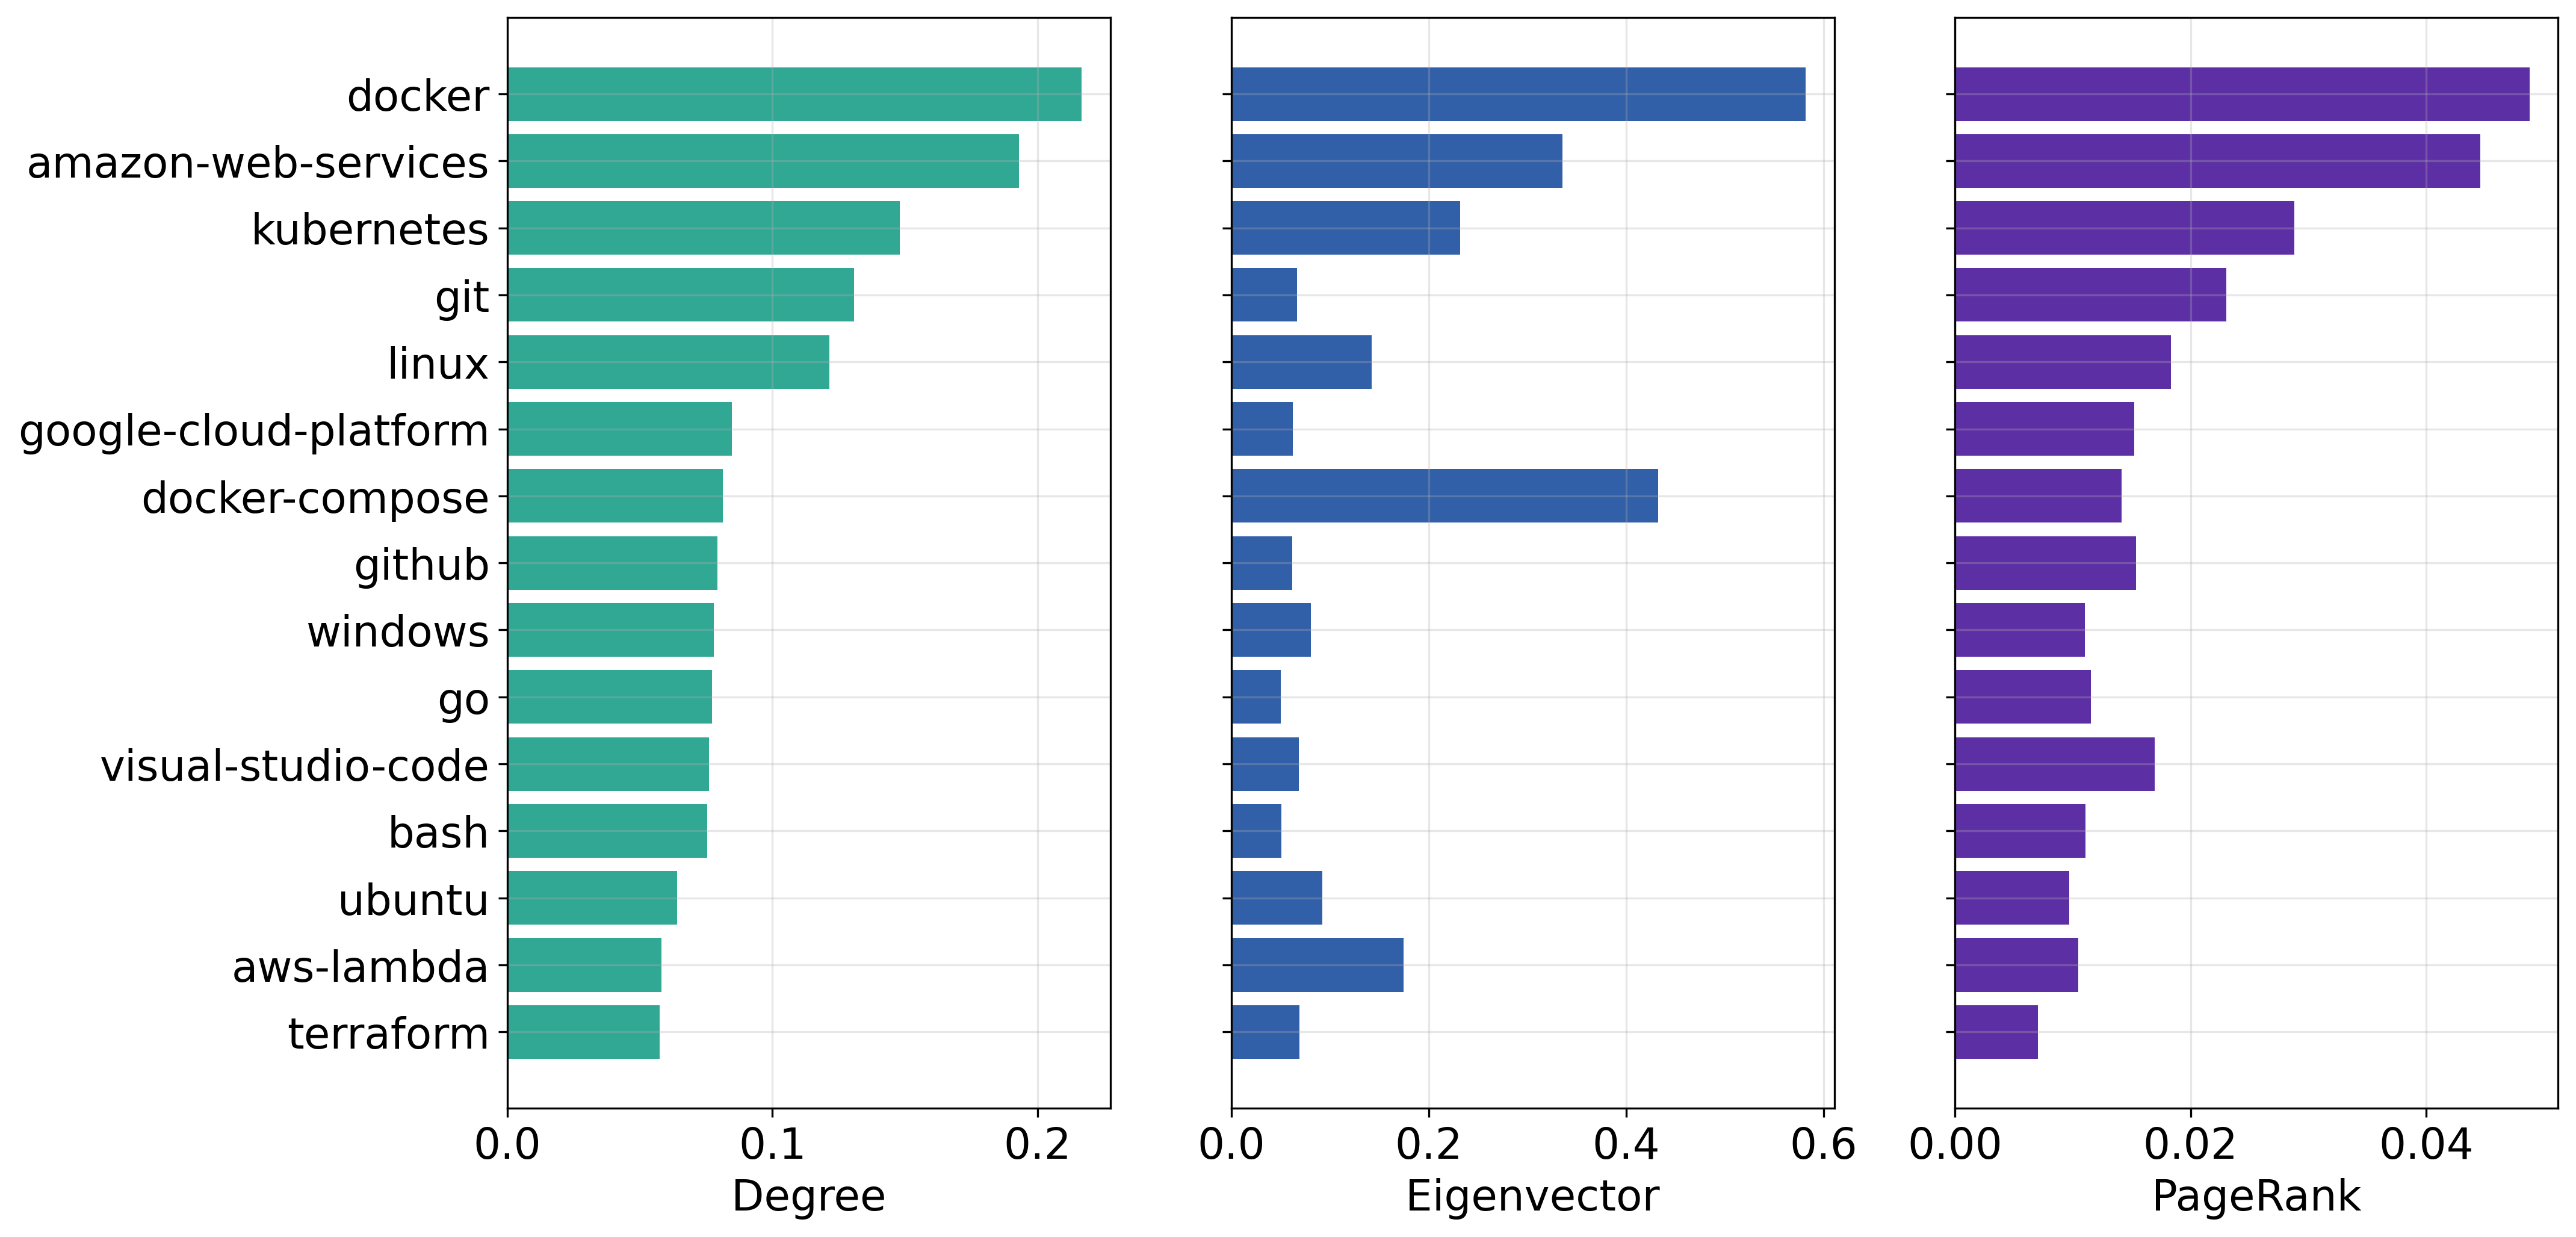 docker
amazon-web-services
kubernetes
git
linux
google-cloud-platform
docker-compose
github
windows
go
visual-studio-code
bash
ubuntu
aws-lambda
terraform
0.0 0.1 0.2
Degree
0.0 0.2 0.4 0.6
Eigenvector
0.00 0.02 0.04
PageRank